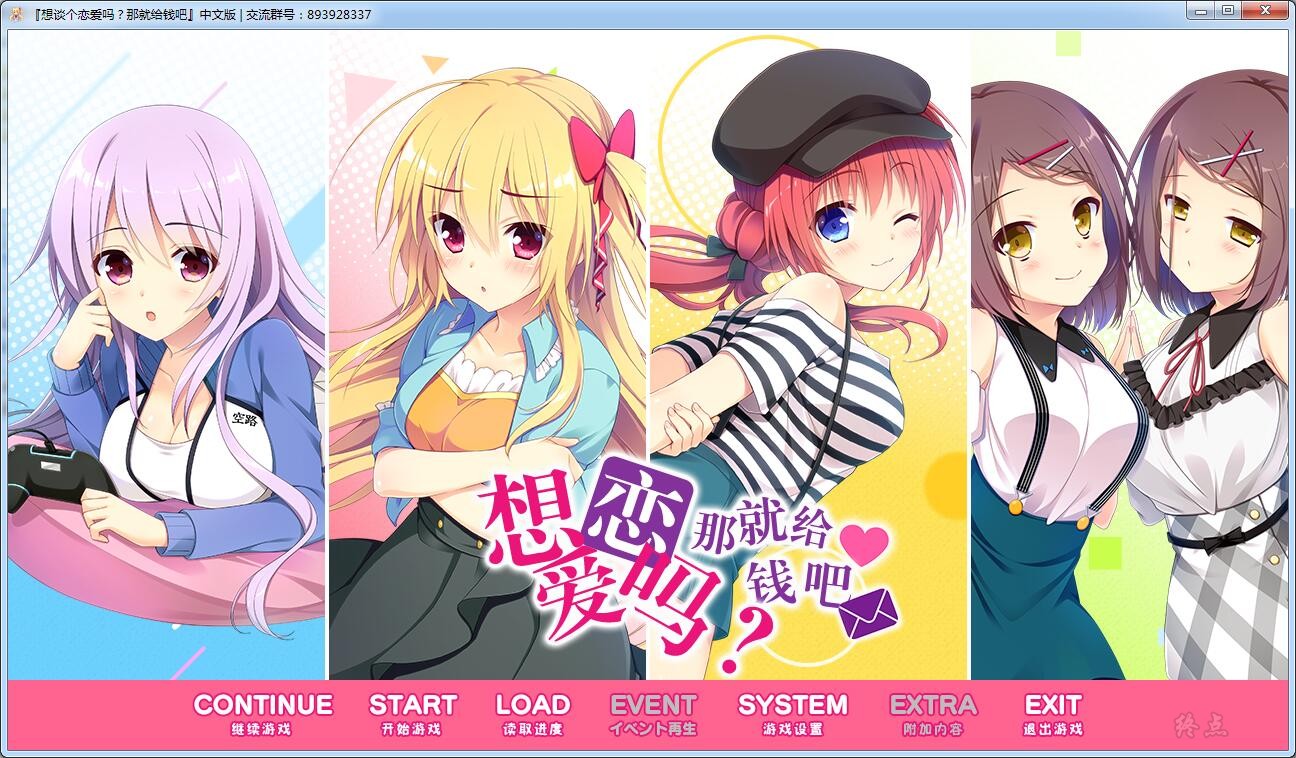 『想谈个恋爱吗？那就给钱吧』中文版 | 交流群号：893928337
空路
想恋
爱吗？
那就给
钱吧
CONTINUE START LOAD EVENT SYSTEM EXTRA EXIT
继续游戏 开始游戏 读取进度 イベント再生 游戏设置 附加内容 退出游戏
终点